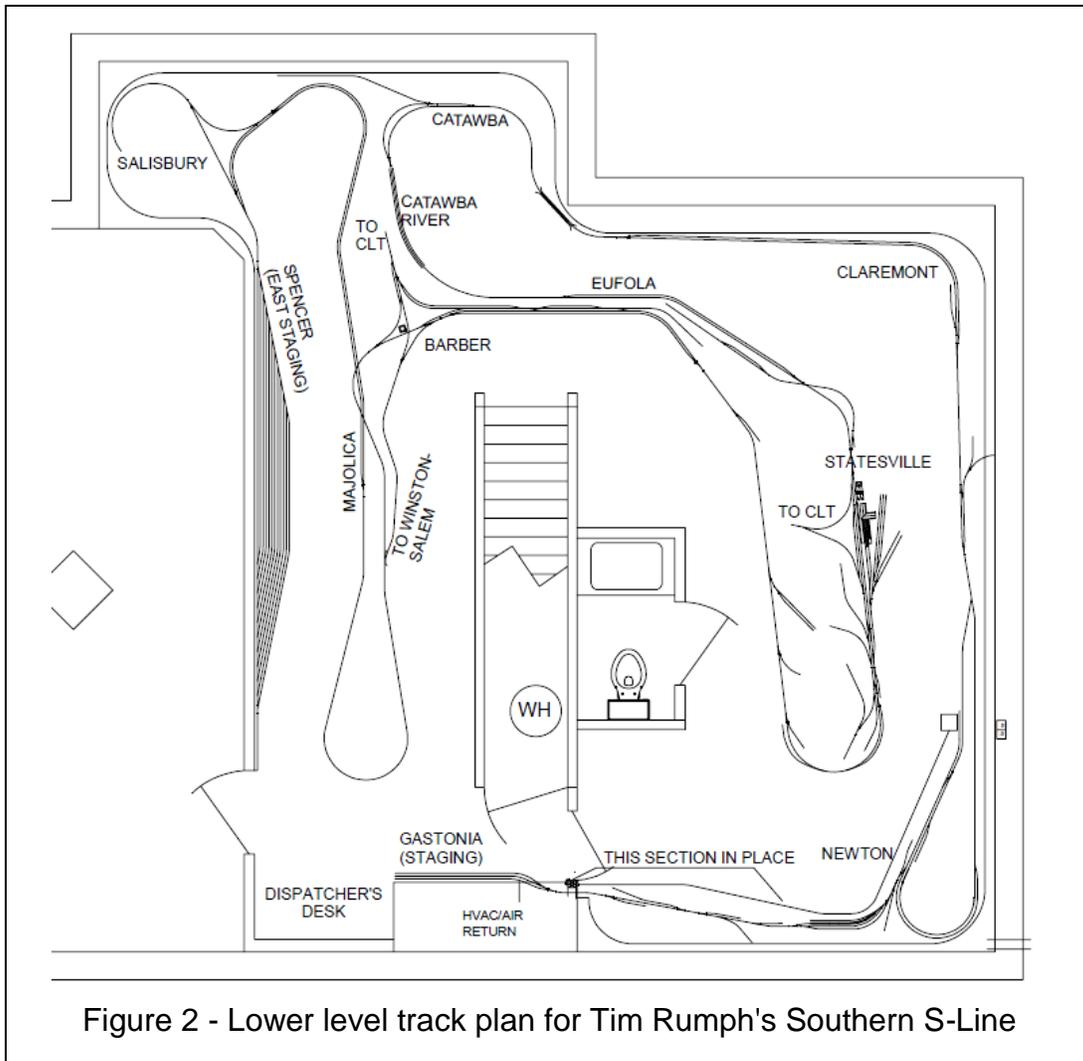 CATAWBA
SALISBURY
CATAWBA
RIVER
TO
CLT
SPENCER
(EAST STAGING)
EUFOLA
CLAREMONT
BARBER
MAJOLICA
TO WINSTON-
SALEM
STATESVILLE
TO CLT
WH
GASTONIA
(STAGING)
THIS SECTION IN PLACE
NEWTON
DISPATCHER'S
DESK
HVAC/AIR
RETURN
Figure 2 - Lower level track plan for Tim Rumph's Southern S-Line